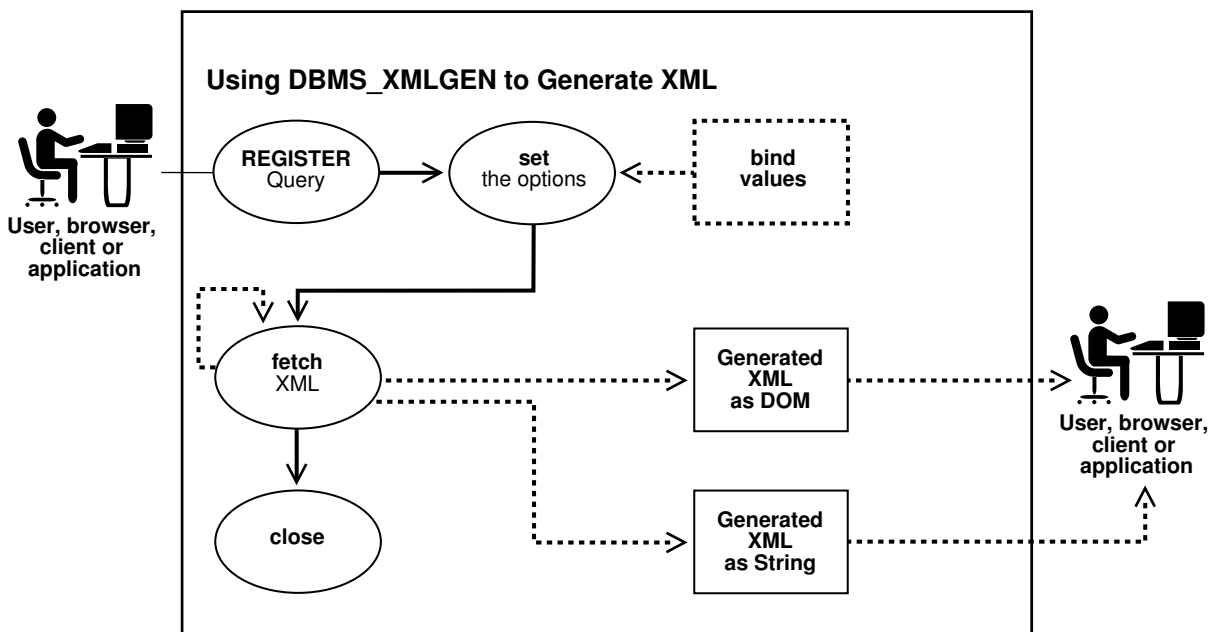 Using DBMS_XMLGEN to Generate XML
REGISTER
Query
set
the options
bind
values
User, browser,
client or
application
fetch
XML
Generated
XML
as DOM
User, browser,
client or
application
close
Generated
XML
as String